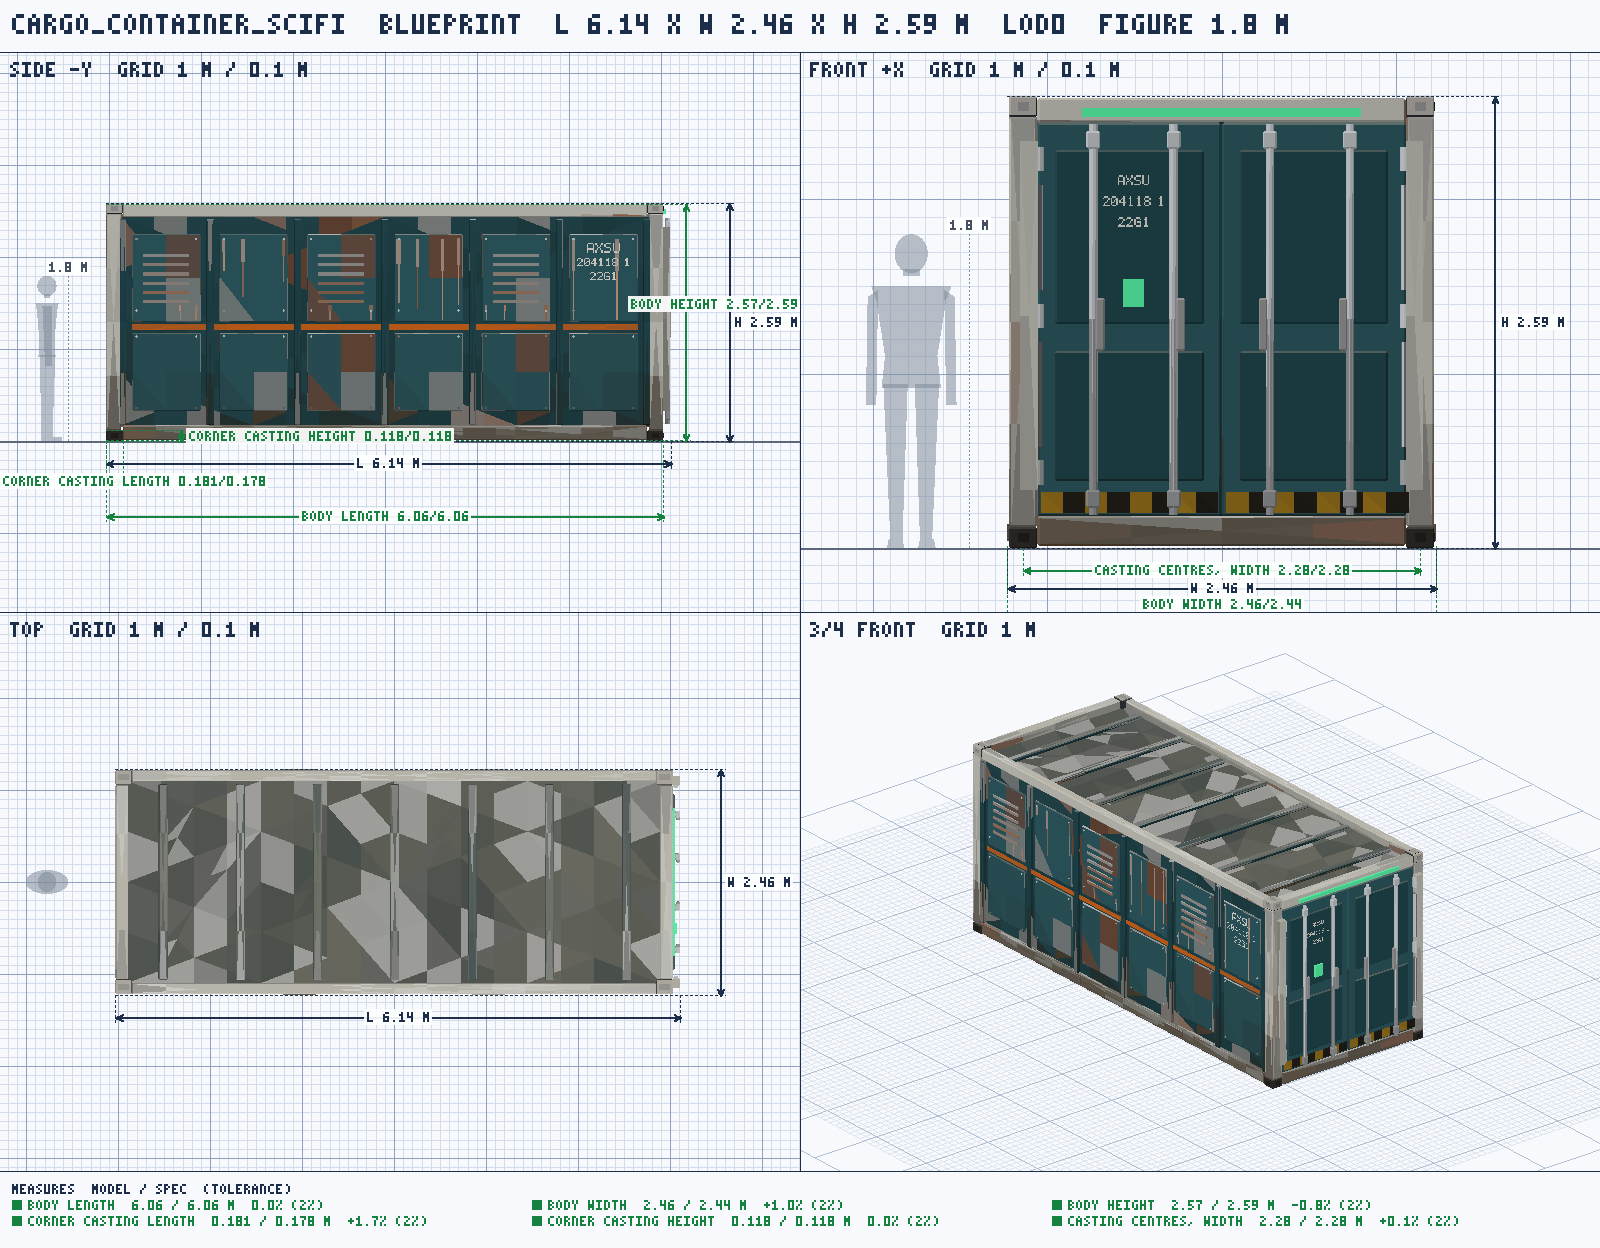 CARGO_CONTAINER_SCIFI  BLUEPRINT  L 6.14 X W 2.46 X H 2.59 M  LOD0  FIGURE 1.8 M
SIDE -Y  GRID 1 M / 0.1 M
1.8 M
AXSU
204118 1
22G1
BODY HEIGHT 2.57/2.59
H 2.59 M
CORNER CASTING HEIGHT 0.118/0.118
L 6.14 M
CORNER CASTING LENGTH 0.181/0.178
BODY LENGTH 6.06/6.06
FRONT +X  GRID 1 M / 0.1 M
1.8 M
AXSU
204118 1
22G1
H 2.59 M
CASTING CENTRES, WIDTH 2.28/2.28
W 2.46 M
BODY WIDTH 2.46/2.44
TOP  GRID 1 M / 0.1 M
W 2.46 M
L 6.14 M
3/4 FRONT  GRID 1 M
AXSU
AXSU
MEASURES  MODEL / SPEC  (TOLERANCE)
BODY LENGTH  6.06 / 6.06 M  0.0% (2%)
BODY WIDTH  2.46 / 2.44 M  +1.0% (2%)
BODY HEIGHT  2.57 / 2.59 M  -0.8% (2%)
CORNER CASTING LENGTH  0.181 / 0.178 M  +1.7% (2%)
CORNER CASTING HEIGHT  0.118 / 0.118 M  0.0% (2%)
CASTING CENTRES, WIDTH  2.28 / 2.28 M  +0.1% (2%)